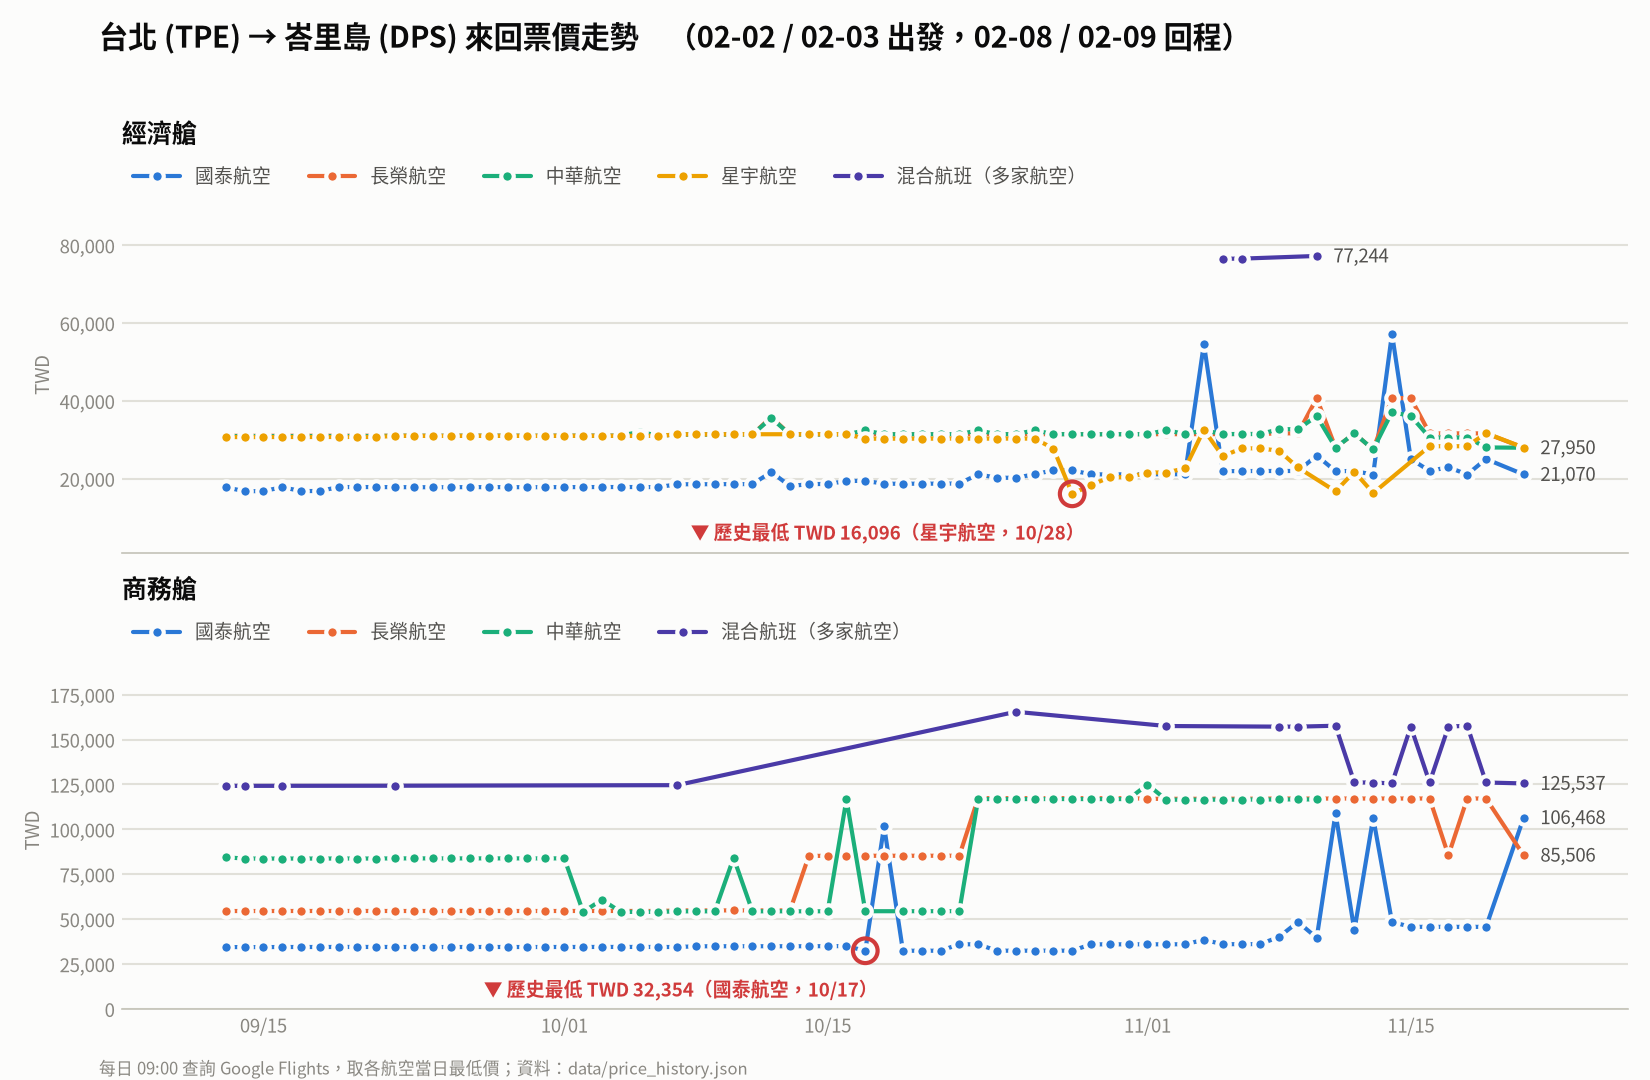 台北 (TPE) → 峇里島 (DPS) 來回票價走勢 （02-02 / 02-03 出發，02-08 / 02-09 回程）
經濟艙
國泰航空 長榮航空 中華航空 星宇航空 混合航班（多家航空）
80,000
60,000
40,000
20,000
TWD
77,244
27,950
21,070
▼ 歷史最低 TWD 16,096（星宇航空，10/28）
商務艙
國泰航空 長榮航空 中華航空 混合航班（多家航空）
175,000
150,000
125,000
100,000
75,000
50,000
25,000
0
TWD
125,537
106,468
85,506
▼ 歷史最低 TWD 32,354（國泰航空，10/17）
09/15 10/01 10/15 11/01 11/15
每日 09:00 查詢 Google Flights，取各航空當日最低價；資料：data/price_history.json